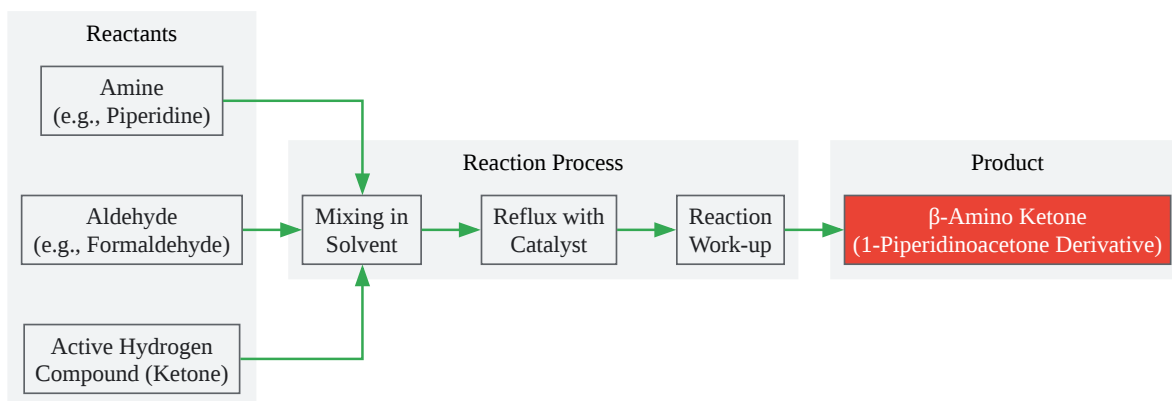 Reactants
Amine
(e.g., Piperidine)
Aldehyde
(e.g., Formaldehyde)
Active Hydrogen
Compound (Ketone)
Reaction Process
Mixing in
Solvent
Reflux with
Catalyst
Reaction
Work-up
Product
β-Amino Ketone
(1-Piperidinoacetone Derivative)